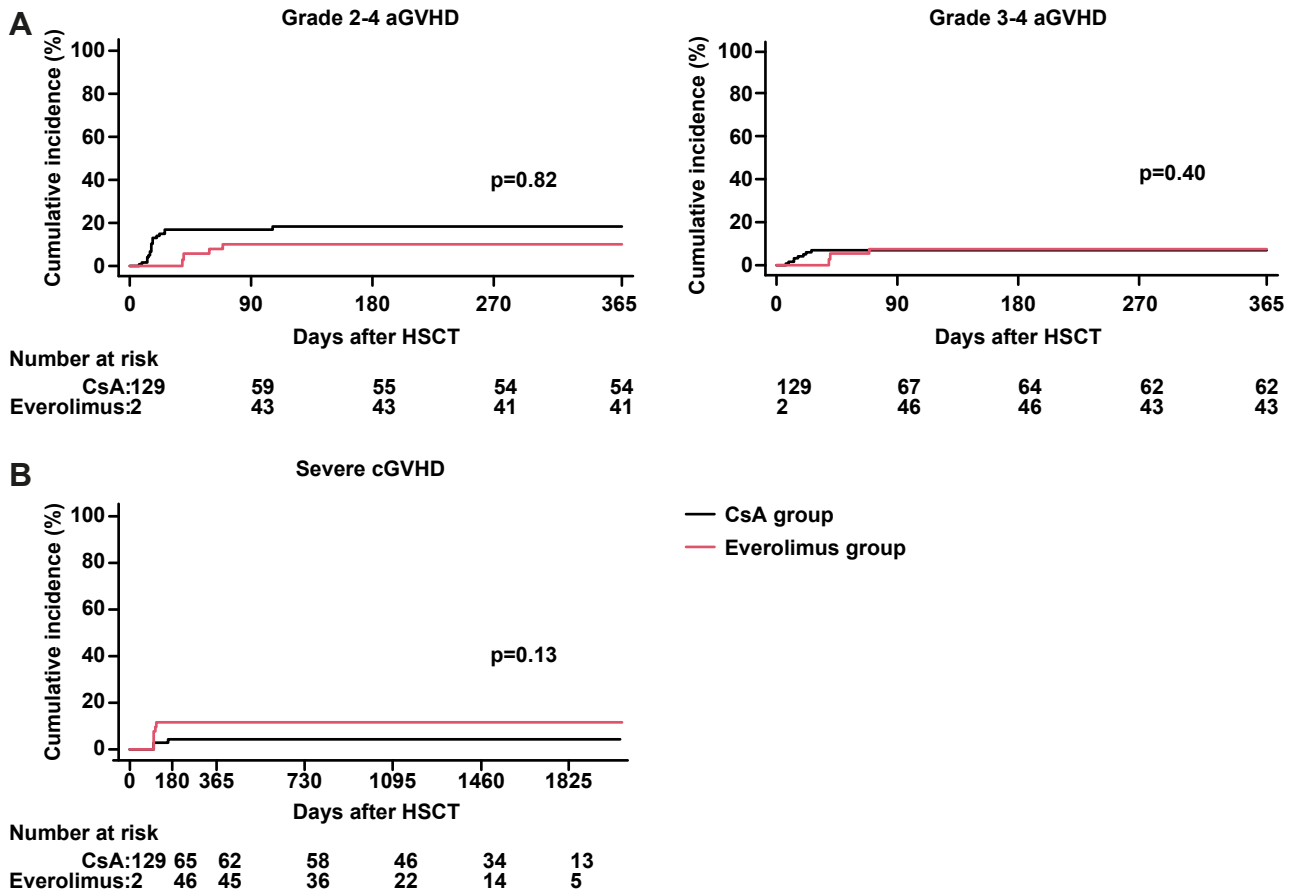 A
Grade 2-4 aGVHD
Cumulative incidence (%)
100
80
60
40
20
0
p=0.82
0 90 180 270 365
Days after HSCT
Number at risk
CsA:129 59 55 54 54
Everolimus:2 43 43 41 41
Grade 3-4 aGVHD
Cumulative incidence (%)
100
80
60
40
20
0
p=0.40
0 90 180 270 365
Days after HSCT
129 67 64 62 62
2 46 46 43 43
B
Severe cGVHD
Cumulative incidence (%)
100
80
60
40
20
0
p=0.13
0 180 365 730 1095 1460 1825
Days after HSCT
Number at risk
CsA:129 65 62 58 46 34 13
Everolimus:2 46 45 36 22 14 5
CsA group
Everolimus group